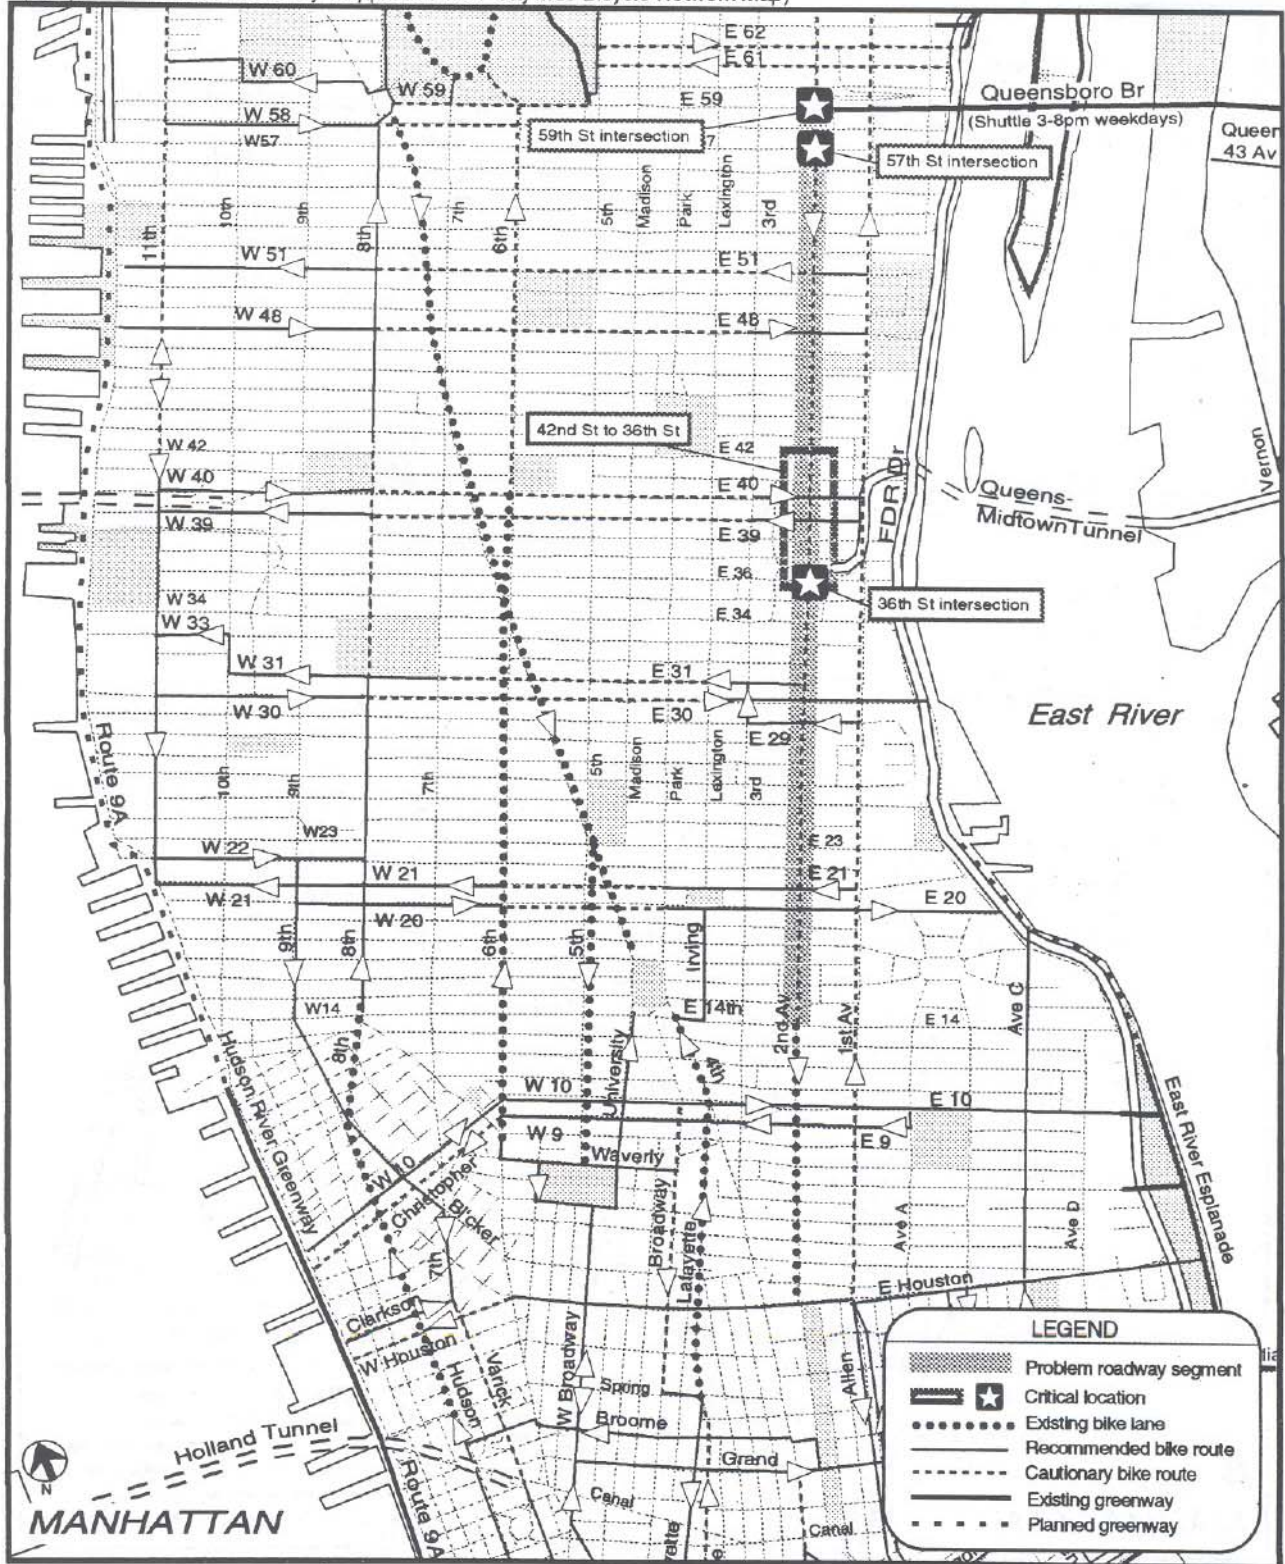 E 62
E 61
W 60
W 59
E 59
Queensboro Br
(Shuttle 3-8pm weekdays)
W 58
59th St intersection
W57
57th St intersection
Queen
43 Av
11th
10th
9th
8th
7th
6th
5th
Madison
Park
Lexington
3rd
W 51
E 51
W 48
E 48
42nd St to 36th St
W 42
E 42
W 40
E 40
W 39
E 39
FDR Dr
Queens-
Midtown Tunnel
Vernon
E 36
36th St intersection
W 34
E 34
W 33
W 31
E 31
W 30
E 30
E 29
East River
Route 9A
10th
9th
7th
5th
Madison
Park
Lexington
3rd
W23
E 23
W 22
W 21
E 21
W 21
W 20
E 20
9th
8th
6th
5th
Irving
W14
E 14th
E 14
2nd Av
1st Av
Ave C
8th
University
4th
Hudson River Greenway
W 10
E 10
W 9
E 9
Waverly
East River Esplanade
W 10
Christopher
Bl'cker
Broadway
Lafayette
Ave A
Ave D
7th
E Houston
Clarkson
W Houston
Hudson
Varick
W Broadway
Spring
Broome
Grand
Allen
Canal
Canal
Holland Tunnel
Route 9A
N
MANHATTAN
LEGEND
Problem roadway segment
Critical location
Existing bike lane
Recommended bike route
Cautionary bike route
Existing greenway
Planned greenway